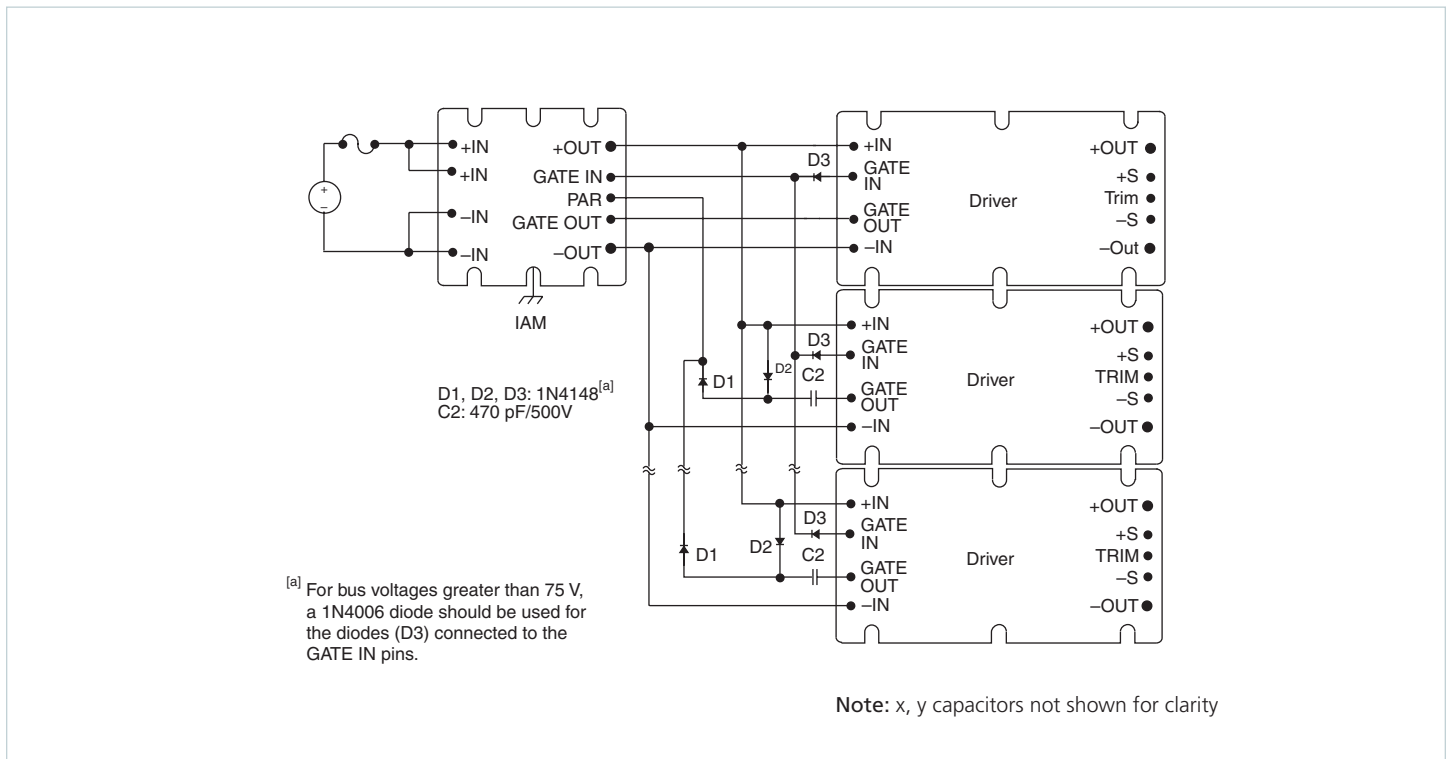 +
–
+IN
+IN
–IN
–IN
+OUT
GATE IN
PAR
GATE OUT
–OUT
IAM
D3
+IN
GATE
IN
GATE
OUT
–IN
Driver
+OUT
+S
Trim
–S
–Out
D1
D2
D3
C2
+IN
GATE
IN
GATE
OUT
–IN
Driver
+OUT
+S
TRIM
–S
–OUT
D1, D2, D3: 1N4148[a]
C2: 470 pF/500V
D1
D2
D3
C2
+IN
GATE
IN
GATE
OUT
–IN
Driver
+OUT
+S
TRIM
–S
–OUT
[a] For bus voltages greater than 75 V,
a 1N4006 diode should be used for
the diodes (D3) connected to the
GATE IN pins.
Note: x, y capacitors not shown for clarity